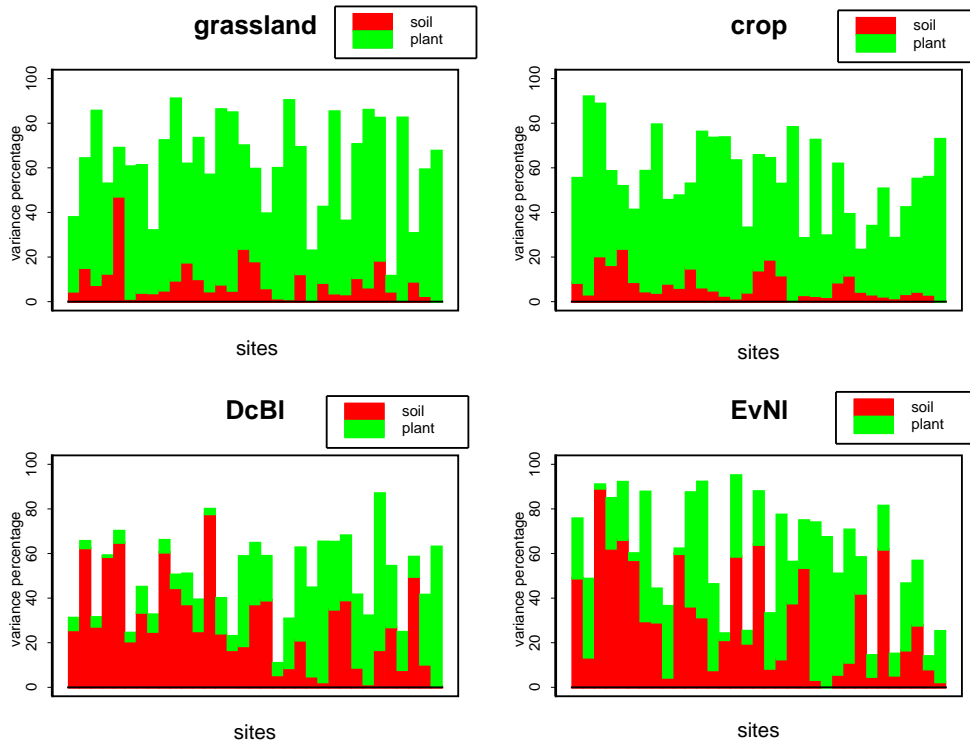 grassland
soil
plant
variance percentage
0 20 40 60 80 100
sites
crop
soil
plant
variance percentage
0 20 40 60 80 100
sites
DcBI
soil
plant
variance percentage
0 20 40 60 80 100
sites
EvNI
soil
plant
variance percentage
0 20 40 60 80 100
sites